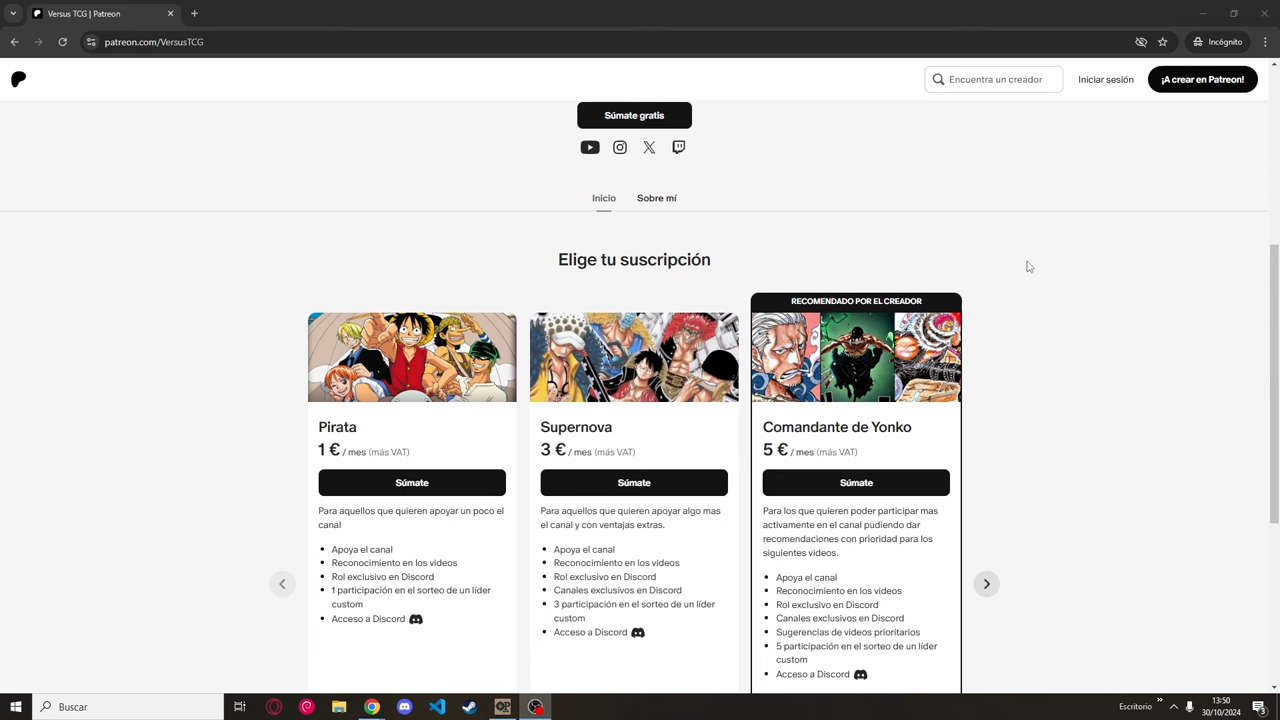 Versus TCG | Patreon
patreon.com/VersusTCG
Incógnito
Encuentra un creador
Iniciar sesión
¡A crear en Patreon!
Súmate gratis
Inicio
Sobre mí
Elige tu suscripción
Pirata
1 € / mes (más VAT)
Súmate
Para aquellos que quieren apoyar un poco el
canal
Apoya el canal
Reconocimiento en los videos
Rol exclusivo en Discord
1 participación en el sorteo de un líder
custom
Acceso a Discord
Supernova
3 € / mes (más VAT)
Súmate
Para aquellos que quieren apoyar algo mas
el canal y con ventajas extras.
Apoya el canal
Reconocimiento en los videos
Rol exclusivo en Discord
Canales exclusivos en Discord
3 participación en el sorteo de un líder
custom
Acceso a Discord
RECOMENDADO POR EL CREADOR
Comandante de Yonko
5 € / mes (más VAT)
Súmate
Para los que quieren poder participar mas
activamente en el canal pudiendo dar
recomendaciones con prioridad para los
siguientes videos.
Apoya el canal
Reconocimiento en los videos
Rol exclusivo en Discord
Canales exclusivos en Discord
Sugerencias de videos prioritarios
5 participación en el sorteo de un líder
custom
Acceso a Discord
Buscar
OP
Escritorio
13:50
30/10/2024